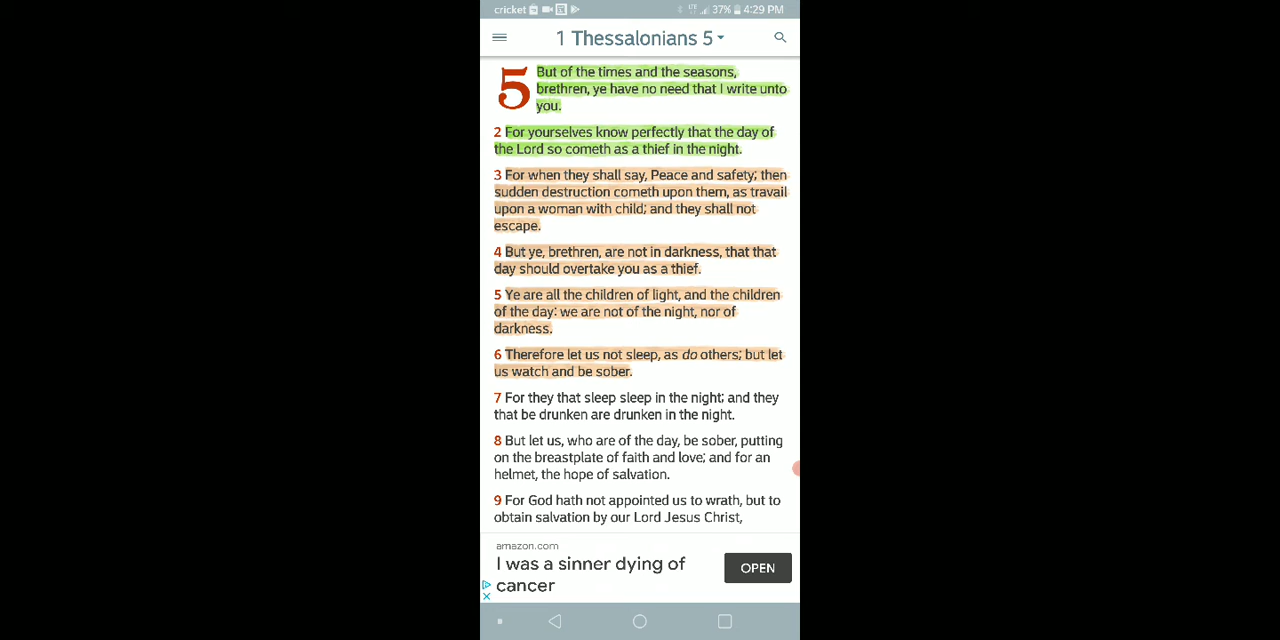 cricket 37% 4:29 PM
1 Thessalonians 5
5 But of the times and the seasons,
brethren, ye have no need that I write unto
you.
2 For yourselves know perfectly that the day of
the Lord so cometh as a thief in the night.
3 For when they shall say, Peace and safety; then
sudden destruction cometh upon them, as travail
upon a woman with child; and they shall not
escape.
4 But ye, brethren, are not in darkness, that that
day should overtake you as a thief.
5 Ye are all the children of light, and the children
of the day: we are not of the night, nor of
darkness.
6 Therefore let us not sleep, as do others; but let
us watch and be sober.
7 For they that sleep sleep in the night; and they
that be drunken are drunken in the night.
8 But let us, who are of the day, be sober, putting
on the breastplate of faith and love; and for an
helmet, the hope of salvation.
9 For God hath not appointed us to wrath, but to
obtain salvation by our Lord Jesus Christ,
amazon.com
I was a sinner dying of
cancer
OPEN